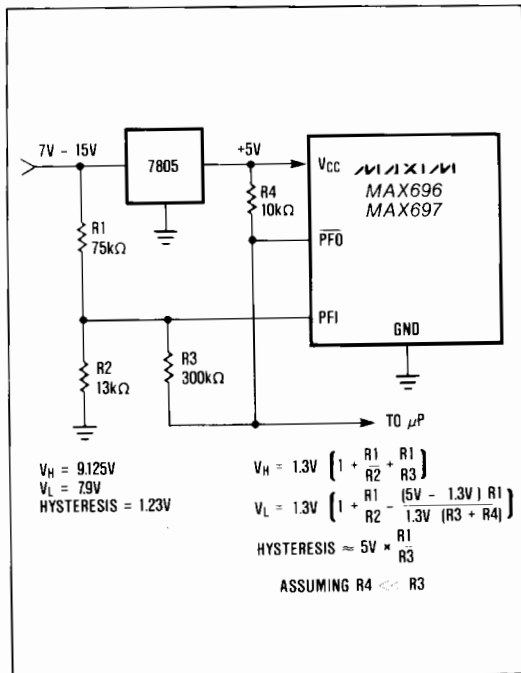 7V – 15V
7805
+5V
VCC
MAXIM
MAX696
MAX697
R4
10kΩ
R1
75kΩ
P̅F̅O̅
PFI
GND
R2
13kΩ
R3
300kΩ
TO µP
VH = 9.125V
VL = 7.9V
HYSTERESIS = 1.23V
VH = 1.3V (1 + R1/R2 + R1/R3)
VL = 1.3V (1 + R1/R2 - (5V - 1.3V) R1 / 1.3V (R3 + R4))
HYSTERESIS ≈ 5V × R1/R3
ASSUMING R4 << R3